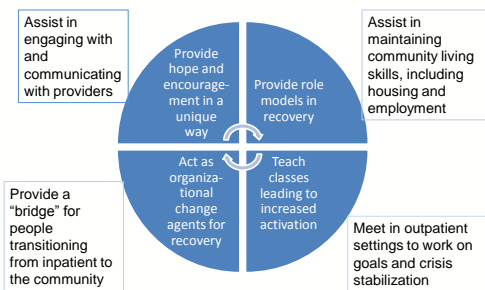 Assist in
engaging with
and
communicating
with providers
Provide
hope and
encourage-
ment in a
unique
way
Provide role
models in
recovery
Assist in
maintaining
community living
skills, including
housing and
employment
Provide a
“bridge” for
people
transitioning
from inpatient to
the community
Act as
organiza-
tional
change
agents for
recovery
Teach
classes
leading to
increased
activation
Meet in outpatient
settings to work on
goals and crisis
stabilization